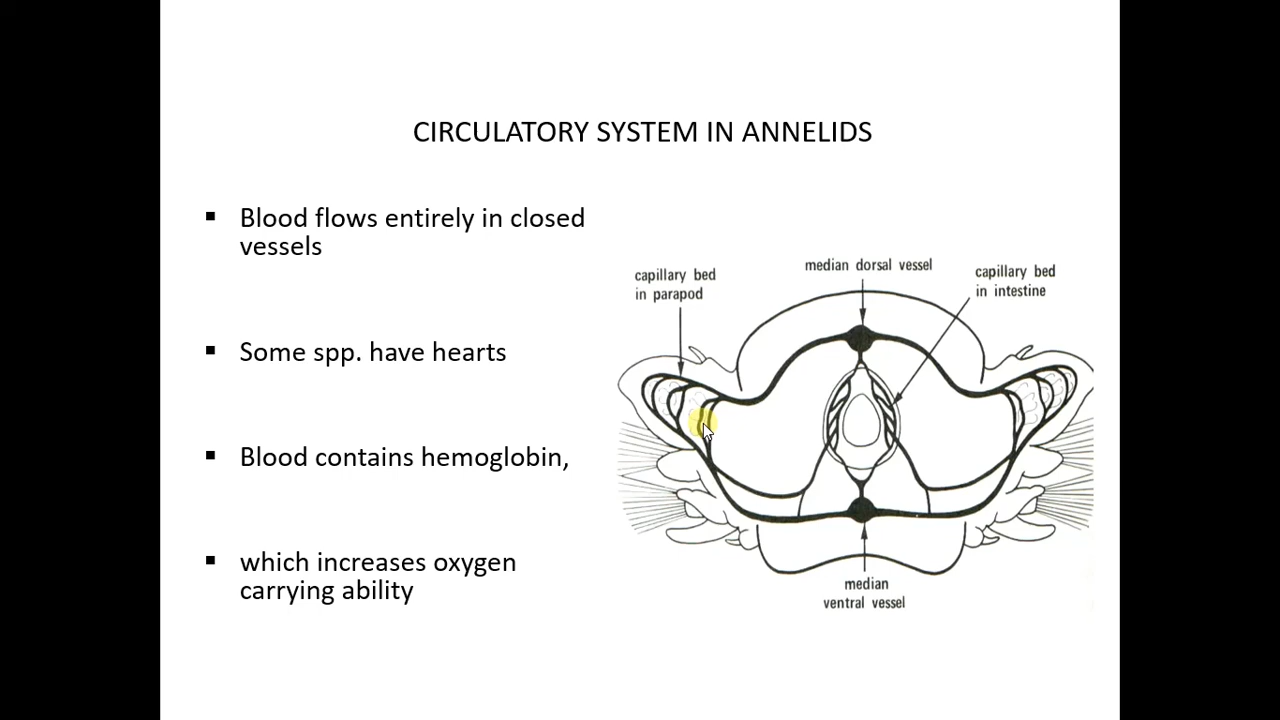 CIRCULATORY SYSTEM IN ANNELIDS
▪ Blood flows entirely in closed
vessels
▪ Some spp. have hearts
▪ Blood contains hemoglobin,
▪ which increases oxygen
carrying ability
capillary bed
in parapod
median dorsal vessel
capillary bed
in intestine
median
ventral vessel